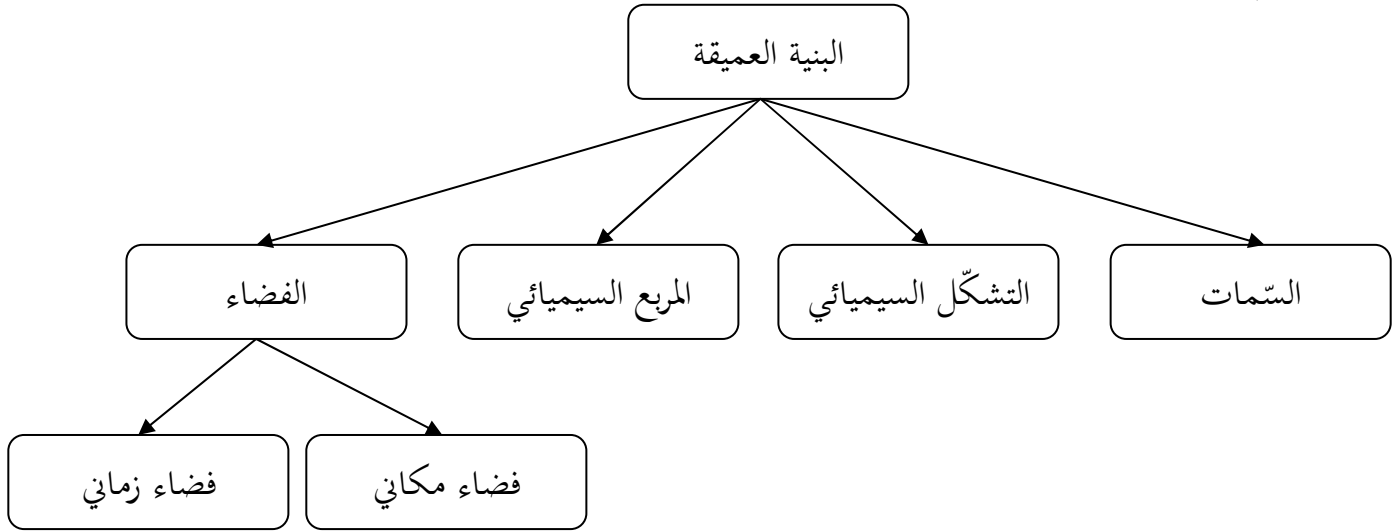 البنية العميقة
السّمات
التشكّل السيميائي
المربع السيميائي
الفضاء
فضاء مكاني
فضاء زماني